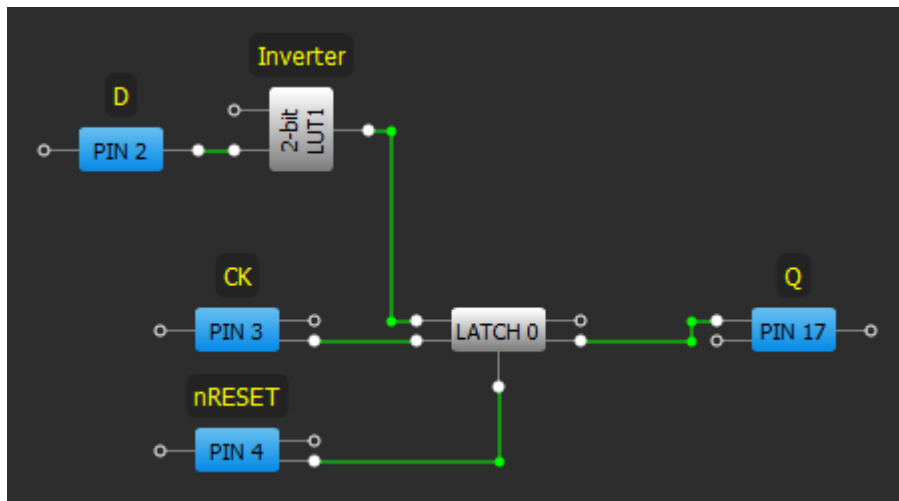 Inverter
D
PIN 2
2-bit
LUT1
CK
PIN 3
LATCH 0
Q
PIN 17
nRESET
PIN 4